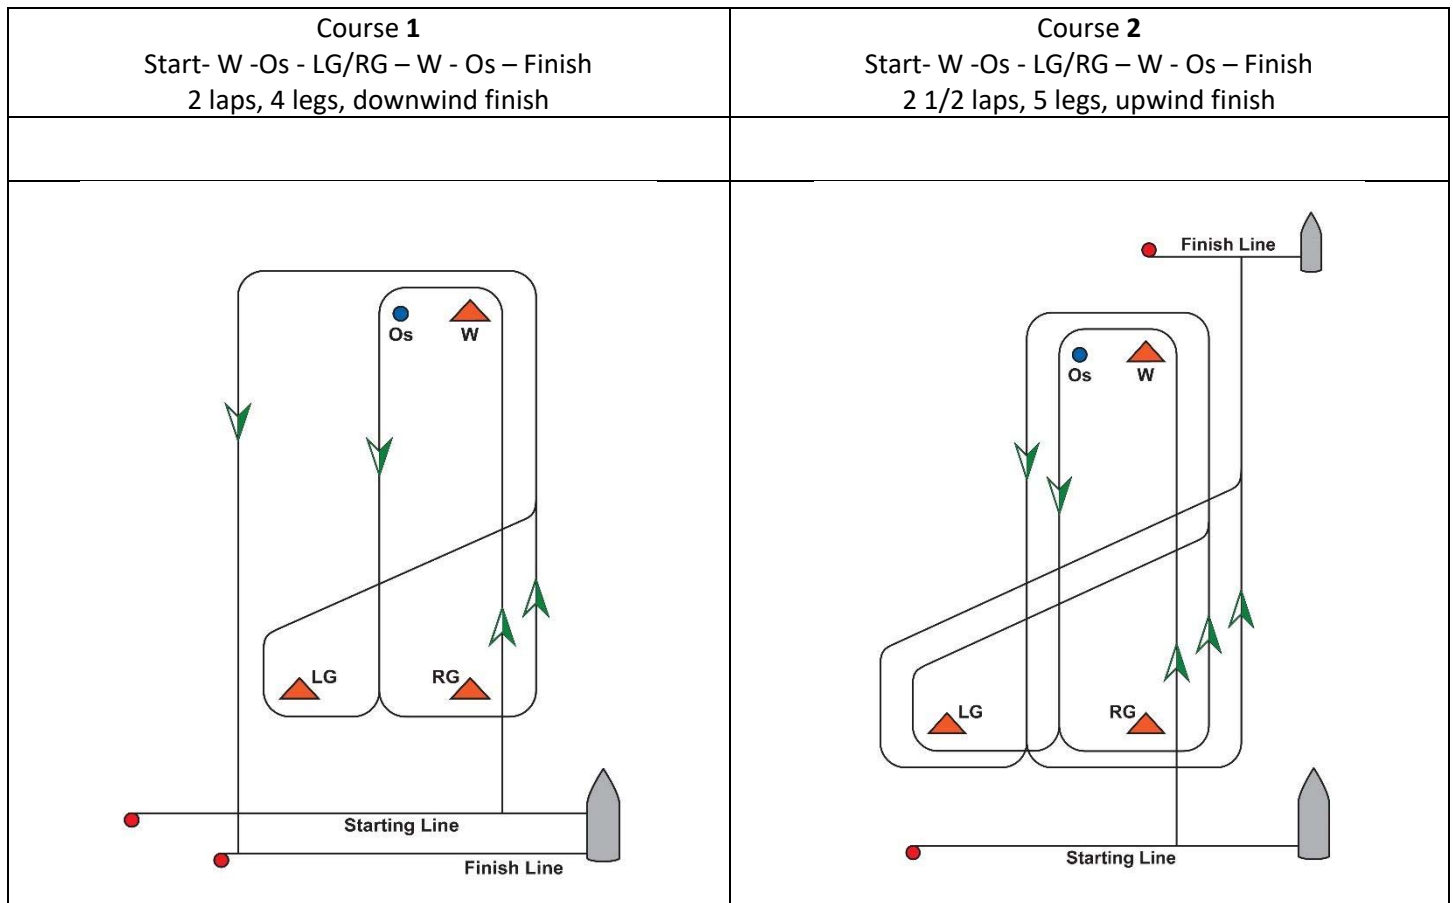 Course 1
Start- W -Os - LG/RG – W - Os – Finish
2 laps, 4 legs, downwind finish
Course 2
Start- W -Os - LG/RG – W - Os – Finish
2 1/2 laps, 5 legs, upwind finish
Os
W
LG
RG
Starting Line
Finish Line
Finish Line
Os
W
LG
RG
Starting Line